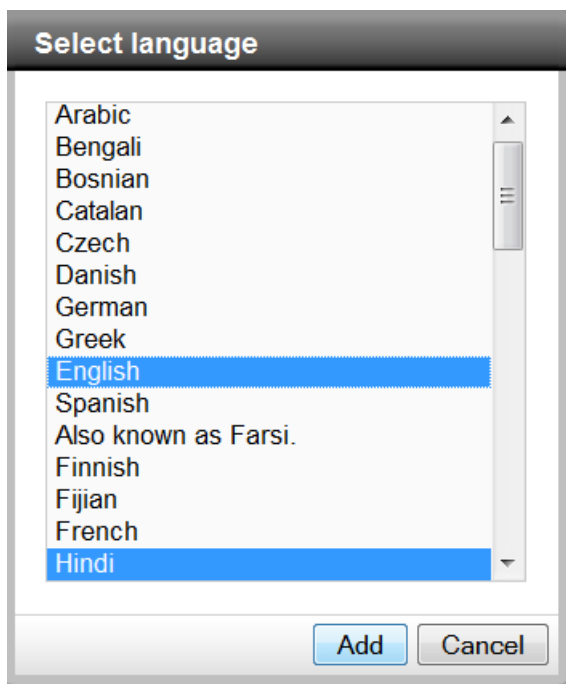 Select language
Arabic
Bengali
Bosnian
Catalan
Czech
Danish
German
Greek
English
Spanish
Also known as Farsi.
Finnish
Fijian
French
Hindi
Add Cancel